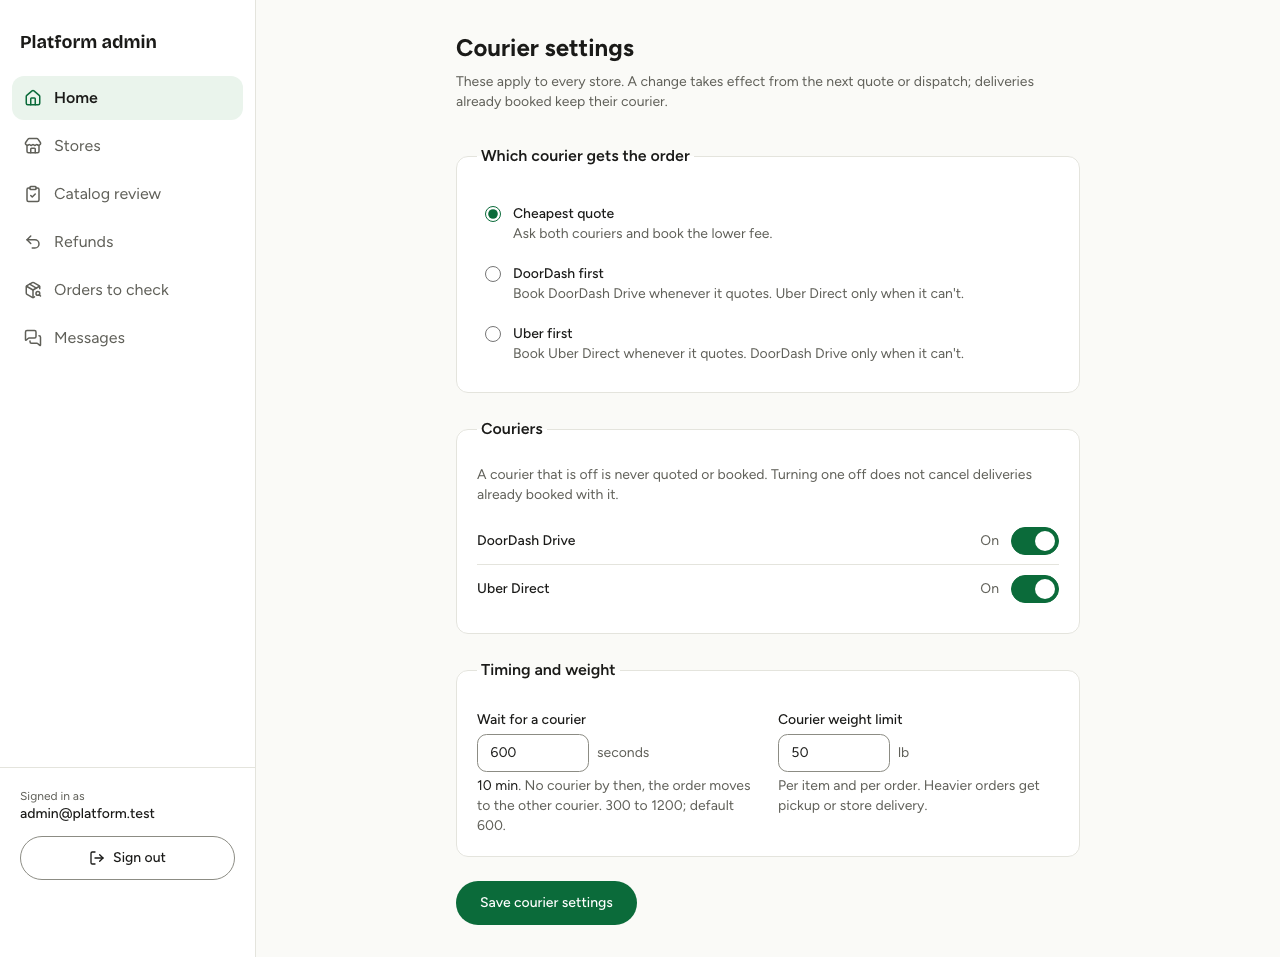 Platform admin
Home
Stores
Catalog review
Refunds
Orders to check
Messages
Signed in as
admin@platform.test
Sign out
Courier settings
These apply to every store. A change takes effect from the next quote or dispatch; deliveries
already booked keep their courier.
Which courier gets the order
Cheapest quote
Ask both couriers and book the lower fee.
DoorDash first
Book DoorDash Drive whenever it quotes. Uber Direct only when it can't.
Uber first
Book Uber Direct whenever it quotes. DoorDash Drive only when it can't.
Couriers
A courier that is off is never quoted or booked. Turning one off does not cancel deliveries
already booked with it.
DoorDash Drive On
Uber Direct On
Timing and weight
Wait for a courier
600 seconds
10 min. No courier by then, the order moves
to the other courier. 300 to 1200; default
600.
Courier weight limit
50 lb
Per item and per order. Heavier orders get
pickup or store delivery.
Save courier settings